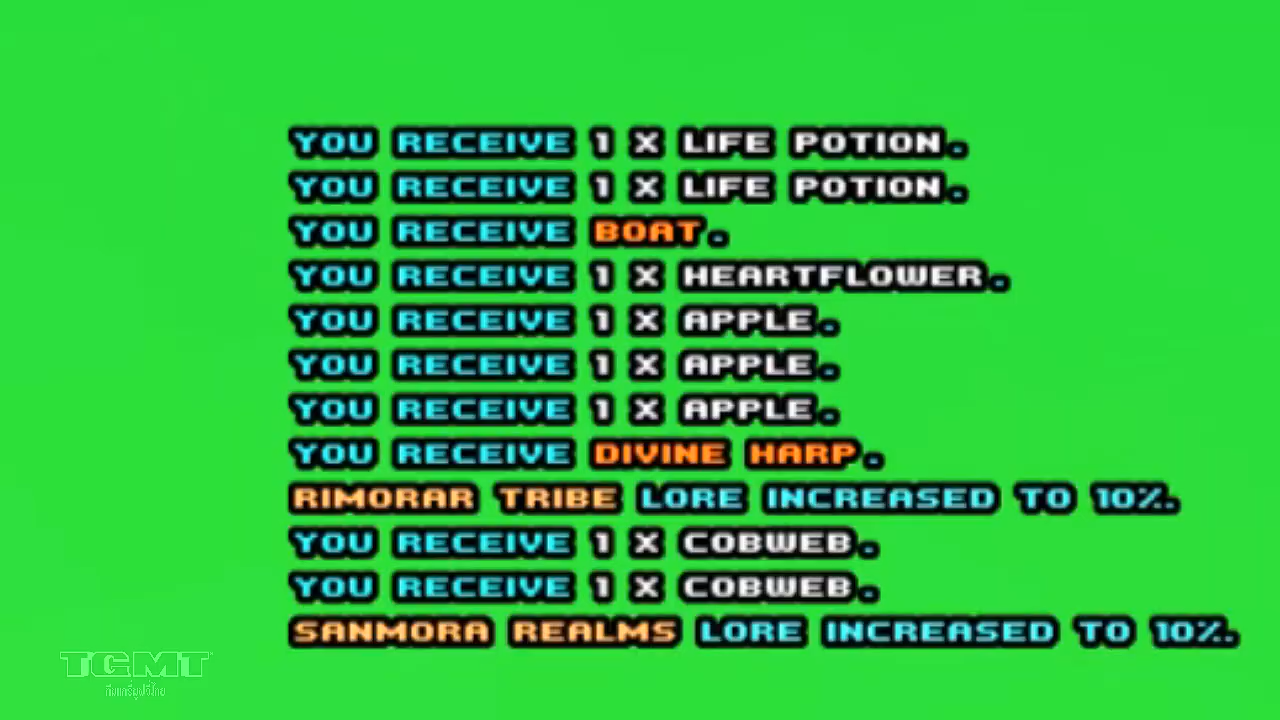 YOU RECEIVE 1 X LIFE POTION.
YOU RECEIVE 1 X LIFE POTION.
YOU RECEIVE BOAT.
YOU RECEIVE 1 X HEARTFLOWER.
YOU RECEIVE 1 X APPLE.
YOU RECEIVE 1 X APPLE.
YOU RECEIVE 1 X APPLE.
YOU RECEIVE DIVINE HARP.
RIMORAR TRIBE LORE INCREASED TO 10%.
YOU RECEIVE 1 X COBWEB.
YOU RECEIVE 1 X COBWEB.
SANMORA REALMS LORE INCREASED TO 10%.
TGMT